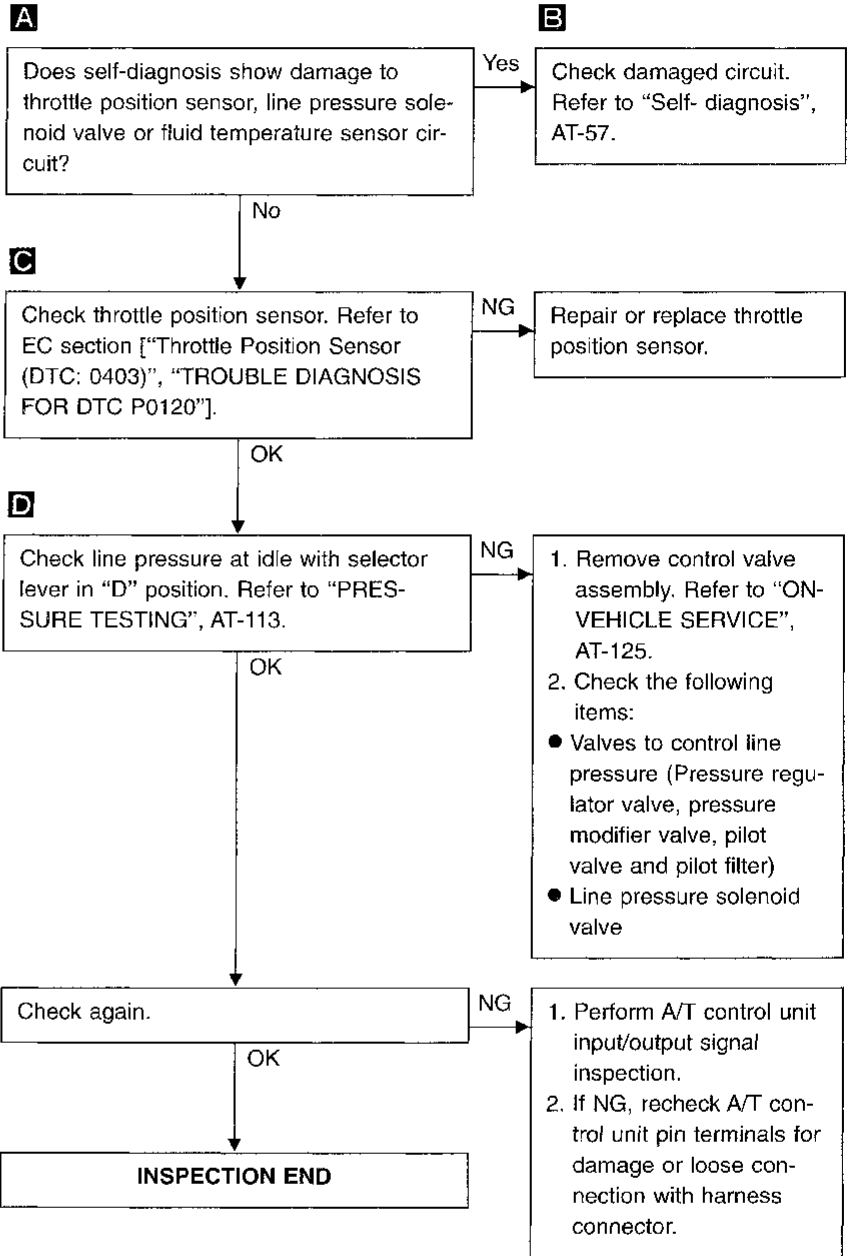 A
Does self-diagnosis show damage to
throttle position sensor, line pressure sole-
noid valve or fluid temperature sensor cir-
cuit?
Yes
B
Check damaged circuit.
Refer to “Self- diagnosis”,
AT-57.
No
C
Check throttle position sensor. Refer to
EC section [“Throttle Position Sensor
(DTC: 0403)”, “TROUBLE DIAGNOSIS
FOR DTC P0120”].
NG
Repair or replace throttle
position sensor.
OK
D
Check line pressure at idle with selector
lever in “D” position. Refer to “PRES-
SURE TESTING”, AT-113.
NG
1. Remove control valve
assembly. Refer to “ON-
VEHICLE SERVICE”,
AT-125.
2. Check the following
items:
● Valves to control line
pressure (Pressure regu-
lator valve, pressure
modifier valve, pilot
valve and pilot filter)
● Line pressure solenoid
valve
OK
Check again.
NG
1. Perform A/T control unit
input/output signal
inspection.
2. If NG, recheck A/T con-
trol unit pin terminals for
damage or loose con-
nection with harness
connector.
OK
INSPECTION END